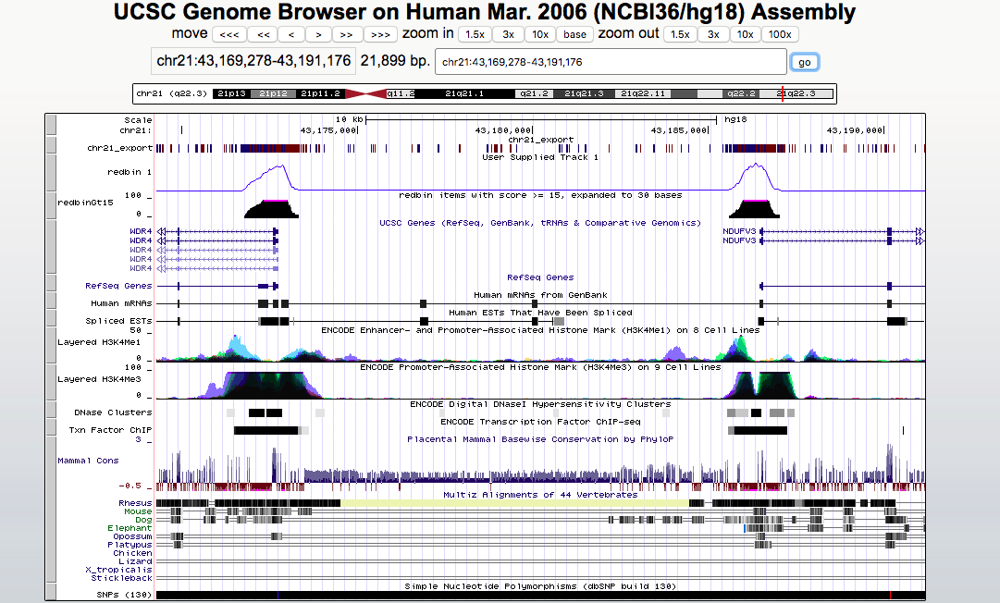 UCSC Genome Browser on Human Mar. 2006 (NCBI36/hg18) Assembly
move <<< << < > >> >>> zoom in 1.5x 3x 10x base zoom out 1.5x 3x 10x 100x
chr21:43,169,278-43,191,176 21,899 bp. chr21:43,169,278-43,191,176 go
chr21 (q22.3) 21p13 21p12 21p11.2 q11.2 21q21.1 q21.2 21q21.3 21q22.11 q22.2 21q22.3
Scale 10 kb hg18
chr21: 43,175,000 43,180,000 43,185,000 43,190,000
chr21_export
chr21_export
User Supplied Track 1
redbin 1
redbin items with score >= 15, expanded to 30 bases
100 _
redbinGt15
0 _
UCSC Genes (RefSeq, GenBank, tRNAs & Comparative Genomics)
WDR4 NDUFV3
WDR4 NDUFV3
WDR4
WDR4
WDR4
RefSeq Genes
RefSeq Genes
Human mRNAs from GenBank
Human mRNAs
Human ESTs That Have Been Spliced
Spliced ESTs
ENCODE Enhancer- and Promoter-Associated Histone Mark (H3K4Me1) on 8 Cell Lines
50 _
Layered H3K4Me1
0 _
ENCODE Promoter-Associated Histone Mark (H3K4Me3) on 9 Cell Lines
100 _
Layered H3K4Me3
0 _
ENCODE Digital DNaseI Hypersensitivity Clusters
DNase Clusters
ENCODE Transcription Factor ChIP-seq
Txn Factor ChIP
Placental Mammal Basewise Conservation by PhyloP
3 _
Mammal Cons
-0.5 _
Multiz Alignments of 44 Vertebrates
Rhesus
Mouse
Dog
Elephant
Opossum
Platypus
Chicken
Lizard
X_tropicalis
Stickleback
Simple Nucleotide Polymorphisms (dbSNP build 130)
SNPs (130)